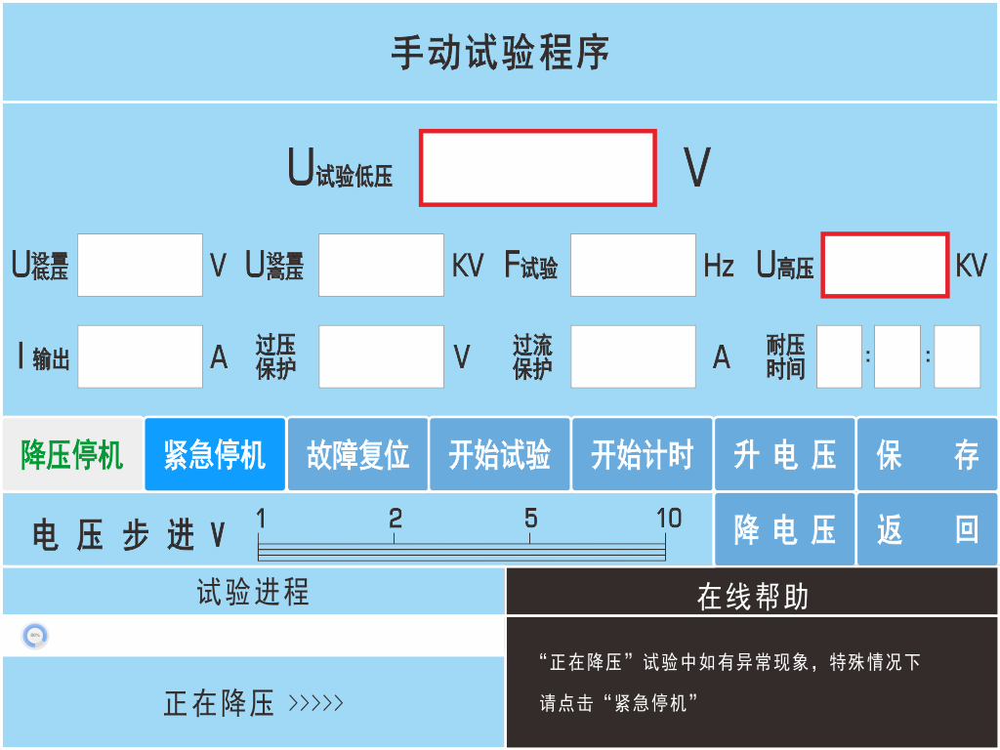 手动试验程序
U试验低压 V
U设置低压 V U设置高压 KV F试验 Hz U高压 KV
I 输出 A 过压保护 V 过流保护 A 耐压时间 : :
降压停机 紧急停机 故障复位 开始试验 开始计时 升电压 保存
电压步进V 1 2 5 10 降电压 返回
试验进程
在线帮助
正在降压 >>>>>
“正在降压”试验中如有异常现象，特殊情况下
请点击“紧急停机”